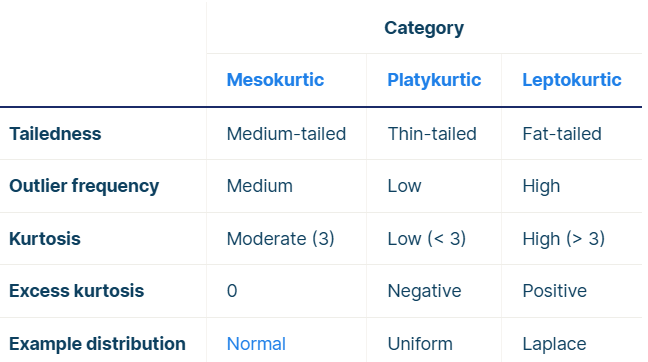 Category
Mesokurtic Platykurtic Leptokurtic
Tailedness Medium-tailed Thin-tailed Fat-tailed
Outlier frequency Medium Low High
Kurtosis Moderate (3) Low (< 3) High (> 3)
Excess kurtosis 0 Negative Positive
Example distribution Normal Uniform Laplace